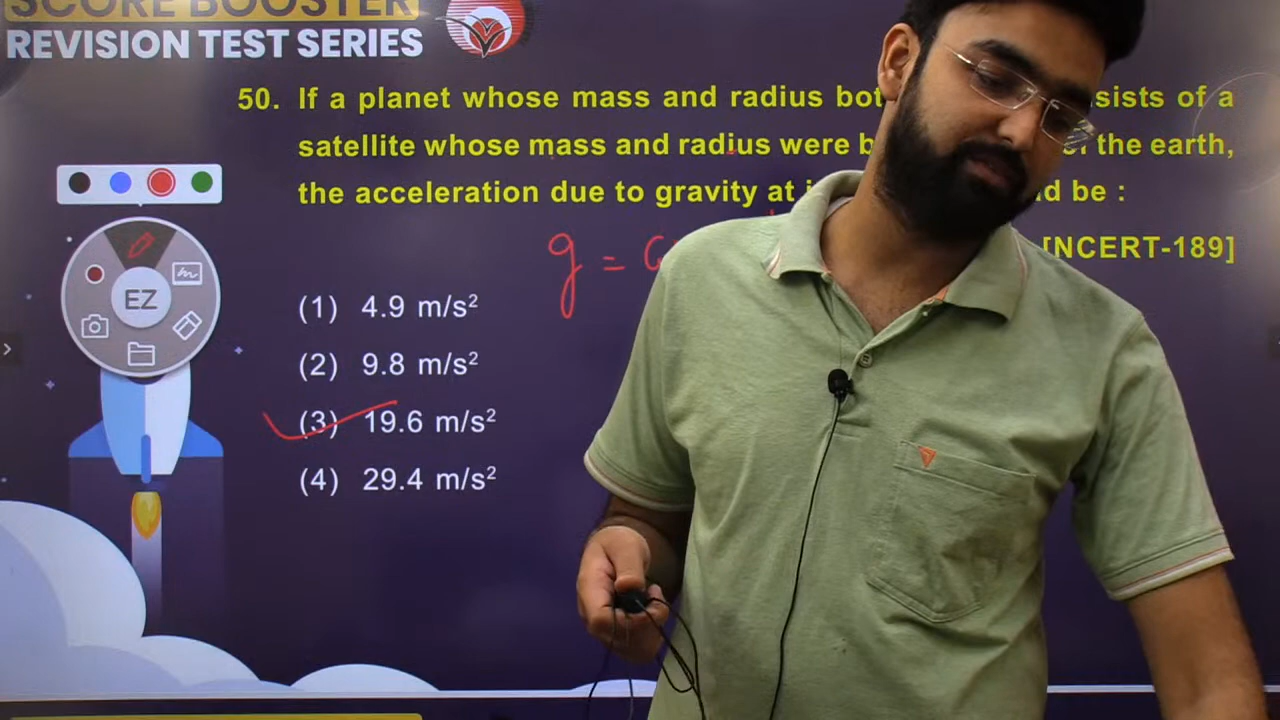 SCORE BOOSTER
REVISION TEST SERIES
50. If a planet whose mass and radius of a
satellite whose mass and radius were the earth,
the acceleration due to gravity at be :
g =
[NCERT-189]
(1) 4.9 m/s²
(2) 9.8 m/s²
(3) 19.6 m/s²
(4) 29.4 m/s²
EZ